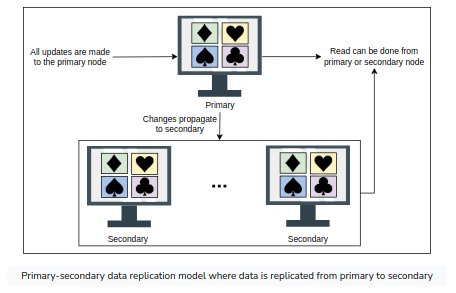 All updates are made
to the primary node
Read can be done from
primary or secondary node
Primary
Changes propagate
to secondary
...
Secondary
Secondary
Primary-secondary data replication model where data is replicated from primary to secondary